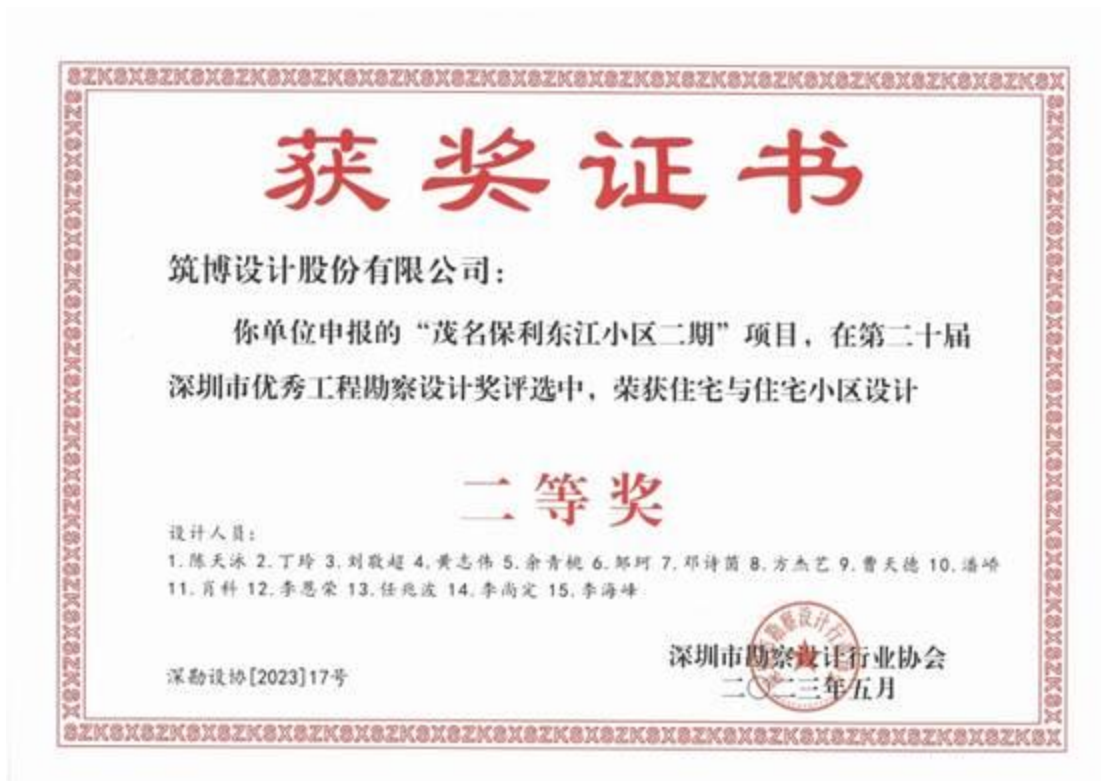 获奖证书
筑博设计股份有限公司：
你单位申报的“茂名保利东江小区二期”项目，在第二十届
深圳市优秀工程勘察设计奖评选中，荣获住宅与住宅小区设计
二等奖
设计人员：
1.陈天泳 2.丁玲 3.刘敬超 4.黄志伟 5.余青桃 6.邹珂 7.邓诗茵 8.方杰艺 9.曹天德 10.潘峤
11.肖科 12.李恩荣 13.任兆波 14.李尚定 15.李海峰
深圳市勘察设计行业协会
二〇二三年五月
深勘设协[2023]17号